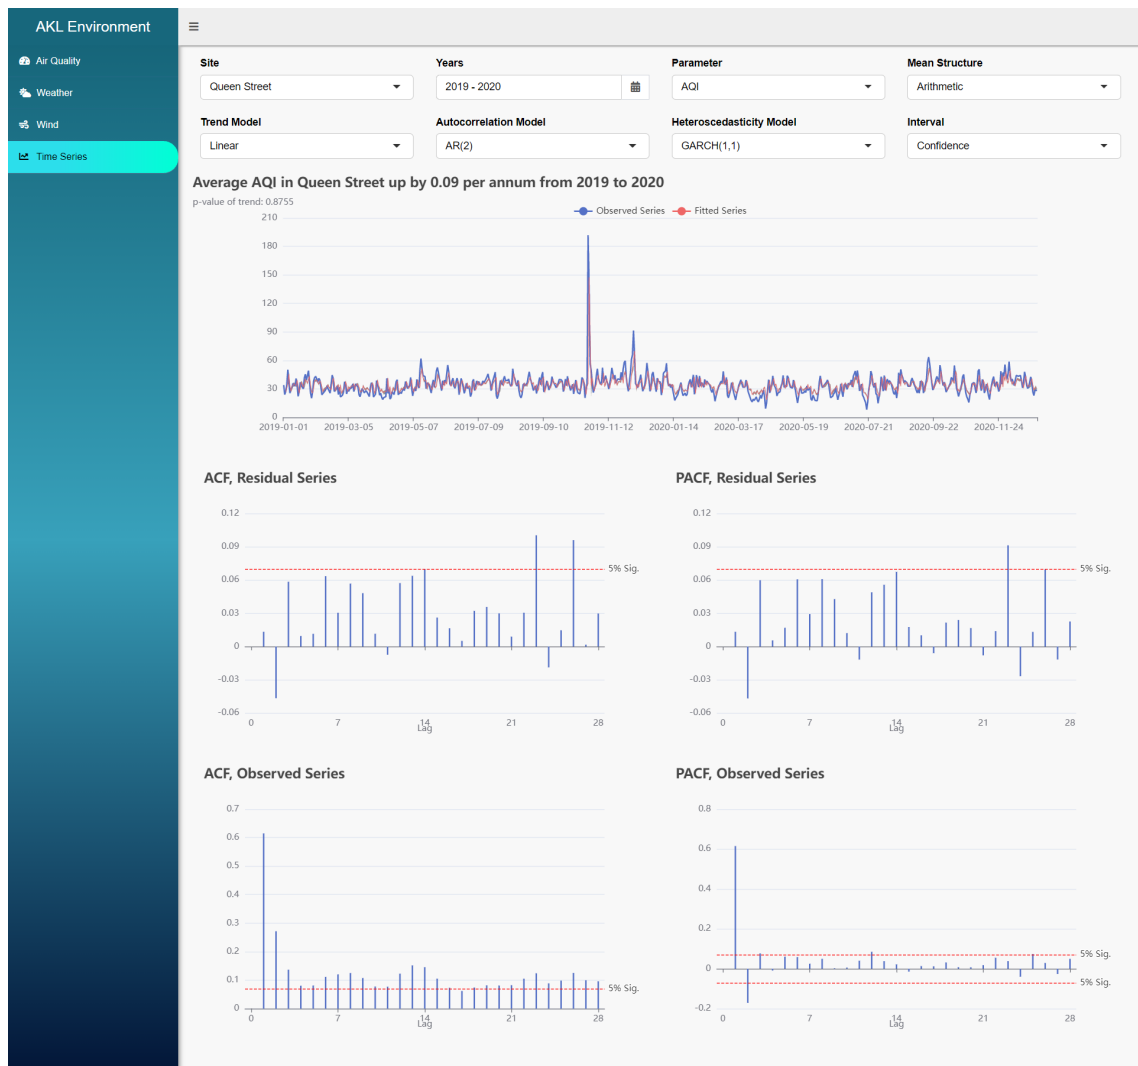 AKL Environment
Air Quality
Weather
Wind
Time Series
Site Years Parameter Mean Structure
Queen Street 2019 - 2020 AQI Arithmetic
Trend Model Autocorrelation Model Heteroscedasticity Model Interval
Linear AR(2) GARCH(1,1) Confidence
Average AQI in Queen Street up by 0.09 per annum from 2019 to 2020
p-value of trend: 0.8755
Observed Series Fitted Series
210
180
150
120
90
60
30
0
2019-01-01 2019-03-05 2019-05-07 2019-07-09 2019-09-10 2019-11-12 2020-01-14 2020-03-17 2020-05-19 2020-07-21 2020-09-22 2020-11-24
ACF, Residual Series
0.12
0.09
5% Sig.
0.06
0.03
0
-0.03
-0.06
0 7 14 21 28
Lag
PACF, Residual Series
0.12
0.09
5% Sig.
0.06
0.03
0
-0.03
-0.06
0 7 14 21 28
Lag
ACF, Observed Series
0.7
0.6
0.5
0.4
0.3
0.2
0.1
5% Sig.
0
0 7 14 21 28
Lag
PACF, Observed Series
0.8
0.6
0.4
0.2
5% Sig.
0
5% Sig.
-0.2
0 7 14 21 28
Lag